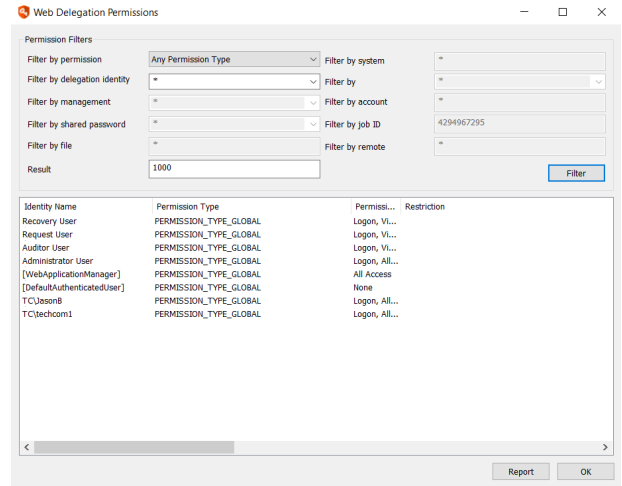 Web Delegation Permissions
Permission Filters
Filter by permission Any Permission Type Filter by system *
Filter by delegation identity * Filter by *
Filter by management * Filter by account *
Filter by shared password * Filter by job ID 4294967295
Filter by file * Filter by remote *
Result 1000
Filter
Identity Name Permission Type Permissi... Restriction
Recovery User PERMISSION_TYPE_GLOBAL Logon, Vi...
Request User PERMISSION_TYPE_GLOBAL Logon, Vi...
Auditor User PERMISSION_TYPE_GLOBAL Logon, Vi...
Administrator User PERMISSION_TYPE_GLOBAL Logon, All...
[WebApplicationManager] PERMISSION_TYPE_GLOBAL All Access
[DefaultAuthenticatedUser] PERMISSION_TYPE_GLOBAL None
TC\JasonB PERMISSION_TYPE_GLOBAL Logon, All...
TC\techcom1 PERMISSION_TYPE_GLOBAL Logon, All...
Report OK